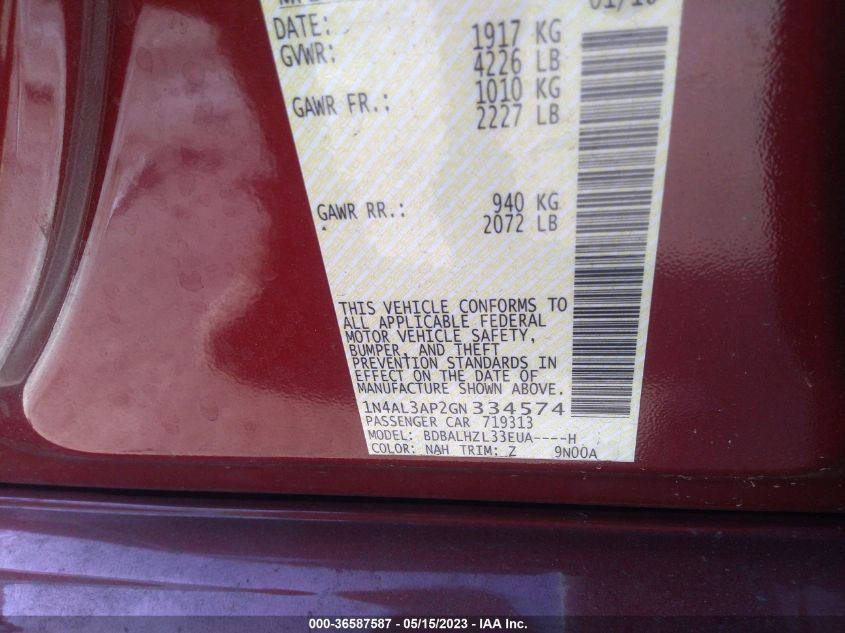 01/16
DATE:
GVWR: 1917 KG
4226 LB
GAWR FR.: 1010 KG
2227 LB
GAWR RR.: 940 KG
2072 LB
THIS VEHICLE CONFORMS TO
ALL APPLICABLE FEDERAL
MOTOR VEHICLE SAFETY,
BUMPER, AND THEFT
PREVENTION STANDARDS IN
EFFECT ON THE DATE OF
MANUFACTURE SHOWN ABOVE.
1N4AL3AP2GN334574
PASSENGER CAR 719313
MODEL: BDBALHZL33EUA----H
COLOR: NAH TRIM: Z 9N00A
000-36587587 - 05/15/2023 - IAA Inc.